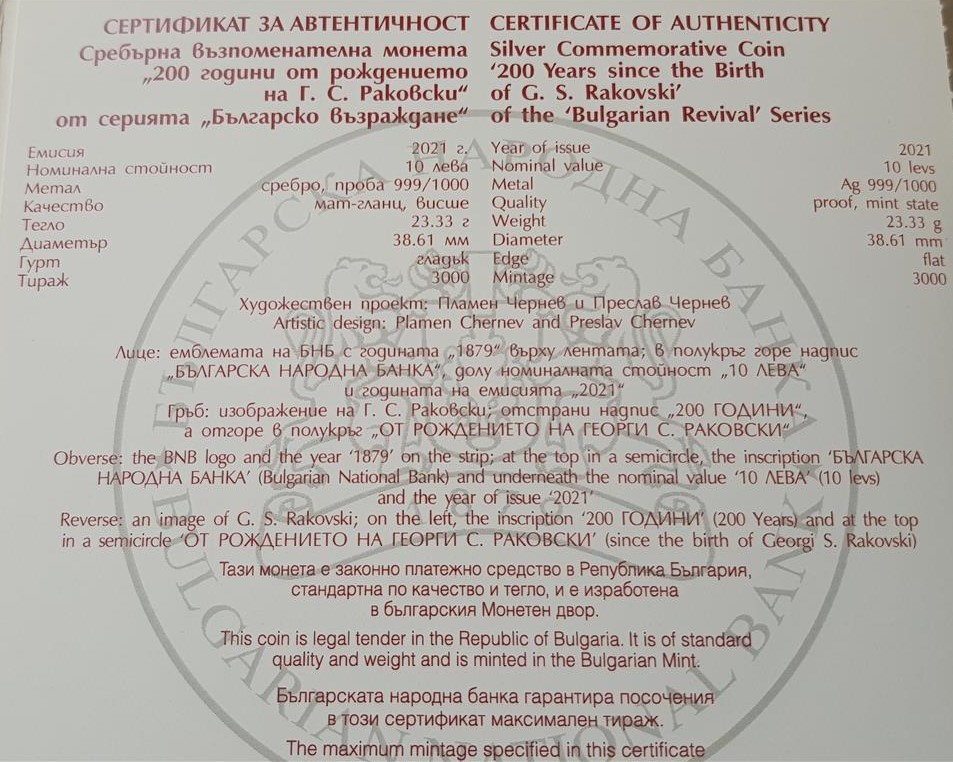 СЕРТИФИКАТ ЗА АВТЕНТИЧНОСТ
Сребърна възпоменателна монета
„200 години от рождението
на Г. С. Раковски“
от серията „Българско възраждане“
CERTIFICATE OF AUTHENTICITY
Silver Commemorative Coin
‘200 Years since the Birth
of G. S. Rakovski’
of the ‘Bulgarian Revival’ Series
Емисия 2021 г.
Номинална стойност 10 лева
Метал сребро, проба 999/1000
Качество мат-гланц, висше
Тегло 23.33 г
Диаметър 38.61 мм
Гурт гладък
Тираж 3000
Year of issue 2021
Nominal value 10 levs
Metal Ag 999/1000
Quality proof, mint state
Weight 23.33 g
Diameter 38.61 mm
Edge flat
Mintage 3000
Художествен проект: Пламен Чернев и Преслав Чернев
Artistic design: Plamen Chernev and Preslav Chernev
Лице: емблемата на БНБ с годината „1879“ върху лентата; в полукръг горе надпис
„БЪЛГАРСКА НАРОДНА БАНКА“, долу номиналната стойност „10 ЛЕВА“
и годината на емисията „2021“
Гръб: изображение на Г. С. Раковски; отстрани надпис „200 ГОДИНИ“,
а отгоре в полукръг „ОТ РОЖДЕНИЕТО НА ГЕОРГИ С. РАКОВСКИ“
Obverse: the BNB logo and the year ‘1879’ on the strip; at the top in a semicircle, the inscription ‘БЪЛГАРСКА
НАРОДНА БАНКА’ (Bulgarian National Bank) and underneath the nominal value ‘10 ЛЕВА’ (10 levs)
and the year of issue ‘2021’
Reverse: an image of G. S. Rakovski; on the left, the inscription ‘200 ГОДИНИ’ (200 Years) and at the top
in a semicircle ‘ОТ РОЖДЕНИЕТО НА ГЕОРГИ С. РАКОВСКИ’ (since the birth of Georgi S. Rakovski)
Тази монета е законно платежно средство в Република България,
стандартна по качество и тегло, и е изработена
в българския Монетен двор.
This coin is legal tender in the Republic of Bulgaria. It is of standard
quality and weight and is minted in the Bulgarian Mint.
Българската народна банка гарантира посочения
в този сертификат максимален тираж.
The maximum mintage specified in this certificate
БЪЛГАРСКА НАРОДНА БАНКА
BULGARIAN NATIONAL BANK
1879